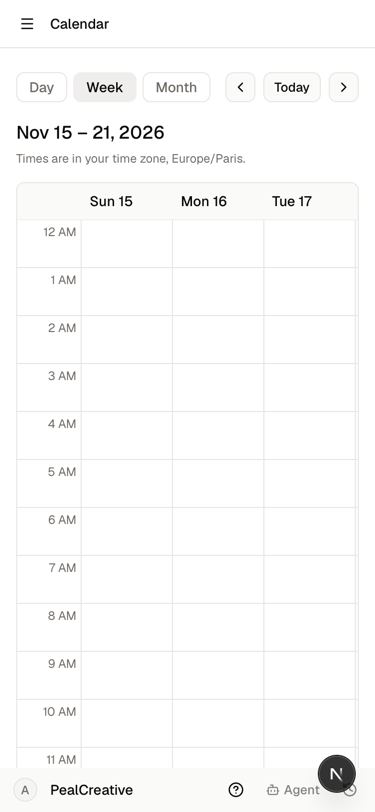 Calendar
Day Week Month Today
Nov 15 – 21, 2026
Times are in your time zone, Europe/Paris.
Sun 15 Mon 16 Tue 17
12 AM
1 AM
2 AM
3 AM
4 AM
5 AM
6 AM
7 AM
8 AM
9 AM
10 AM
11 AM
A PealCreative Agent N